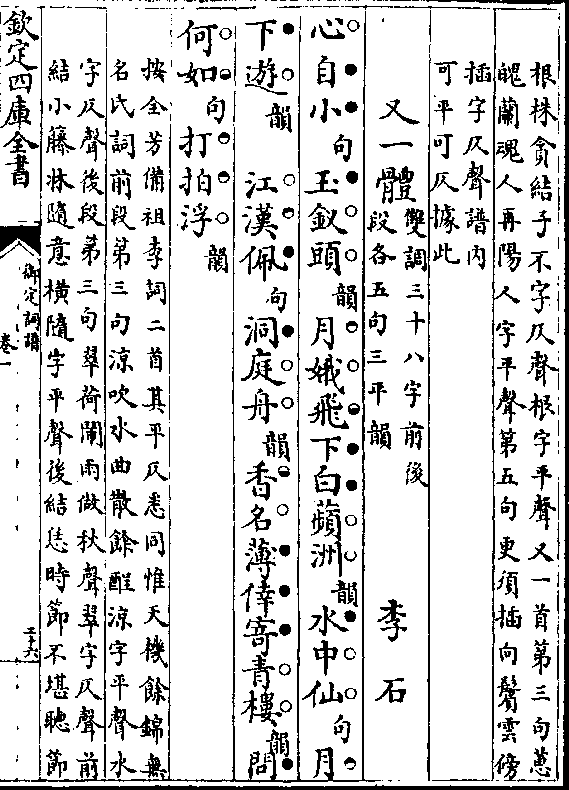 根株貪結子不字仄聲根字平聲又一首第三句蕙
䰟蘭魂人再陽人字平聲第五句更須插向鬢雲傍
插字仄聲譜内
可平可仄據此
又一體 雙調三十八字前後
段各五句三平韻 李石
心自小句玉釵頭韻月娥飛下白蘋洲韻水中仙句月
下遊韻江漢佩句洞庭舟韻香名薄倖寄青樓韻問
何如句打拍浮韻
按全芳備祖李詞二首其平仄悉同惟天機餘錦無
名氏詞前段第三句涼吹水曲散餘酲涼字平聲水
字仄聲後段第三句翠荷鬧雨做秋聲翠字仄聲前
結小藤牀隨意横隨字平聲後結恁時節不堪聴節
欽定四庫全書
御定詞譜
卷一
三十六